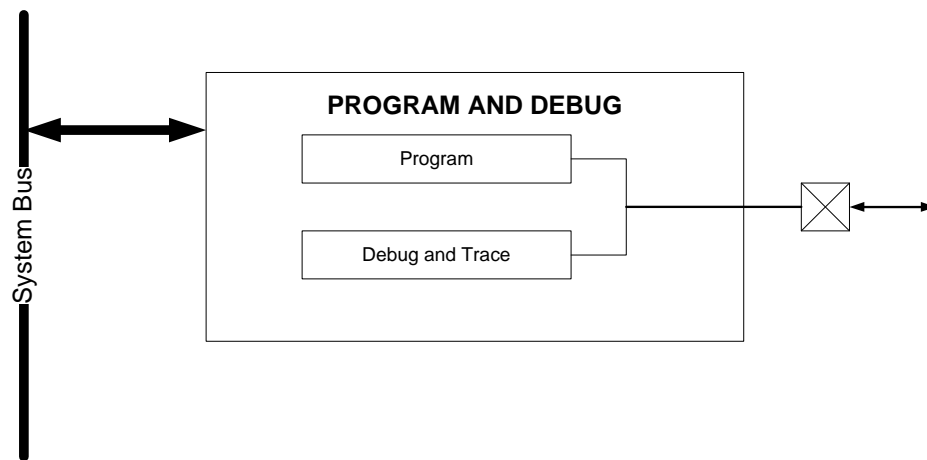 PROGRAM AND DEBUG
Program
System Bus
Debug and Trace